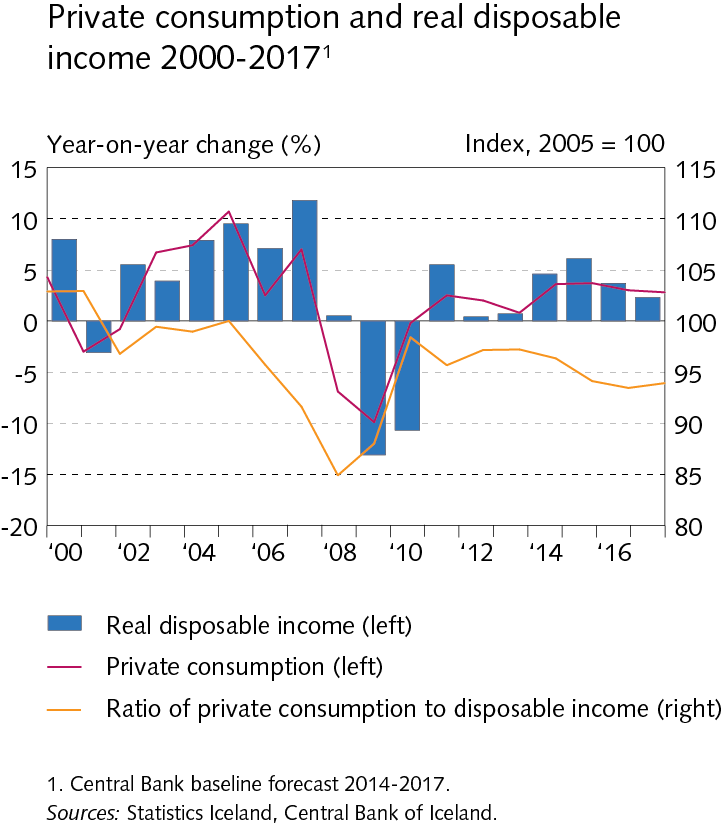 Private consumption and real disposable
income 2000-2017¹
Year-on-year change (%)
Index, 2005 = 100
15
10
5
0
-5
-10
-15
-20
115
110
105
100
95
90
85
80
‘00 ‘02 ‘04 ‘06 ‘08 ‘10 ‘12 ‘14 ‘16
Real disposable income (left)
Private consumption (left)
Ratio of private consumption to disposable income (right)
1. Central Bank baseline forecast 2014-2017.
Sources: Statistics Iceland, Central Bank of Iceland.